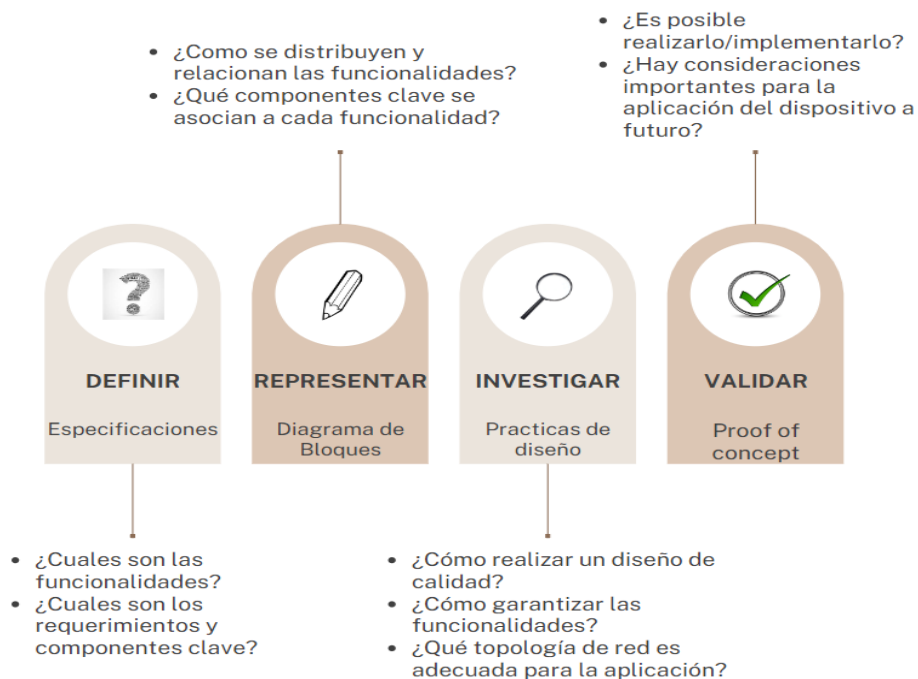 • ¿Como se distribuyen y
relacionan las funcionalidades?
• ¿Qué componentes clave se
asocian a cada funcionalidad?
• ¿Es posible
realizarlo/implementarlo?
• ¿Hay consideraciones
importantes para la
aplicación del dispositivo a
futuro?
DEFINIR
Especificaciones
REPRESENTAR
Diagrama de
Bloques
INVESTIGAR
Practicas de
diseño
VALIDAR
Proof of
concept
• ¿Cuales son las
funcionalidades?
• ¿Cuales son los
requerimientos y
componentes clave?
• ¿Cómo realizar un diseño de
calidad?
• ¿Cómo garantizar las
funcionalidades?
• ¿Qué topología de red es
adecuada para la aplicación?